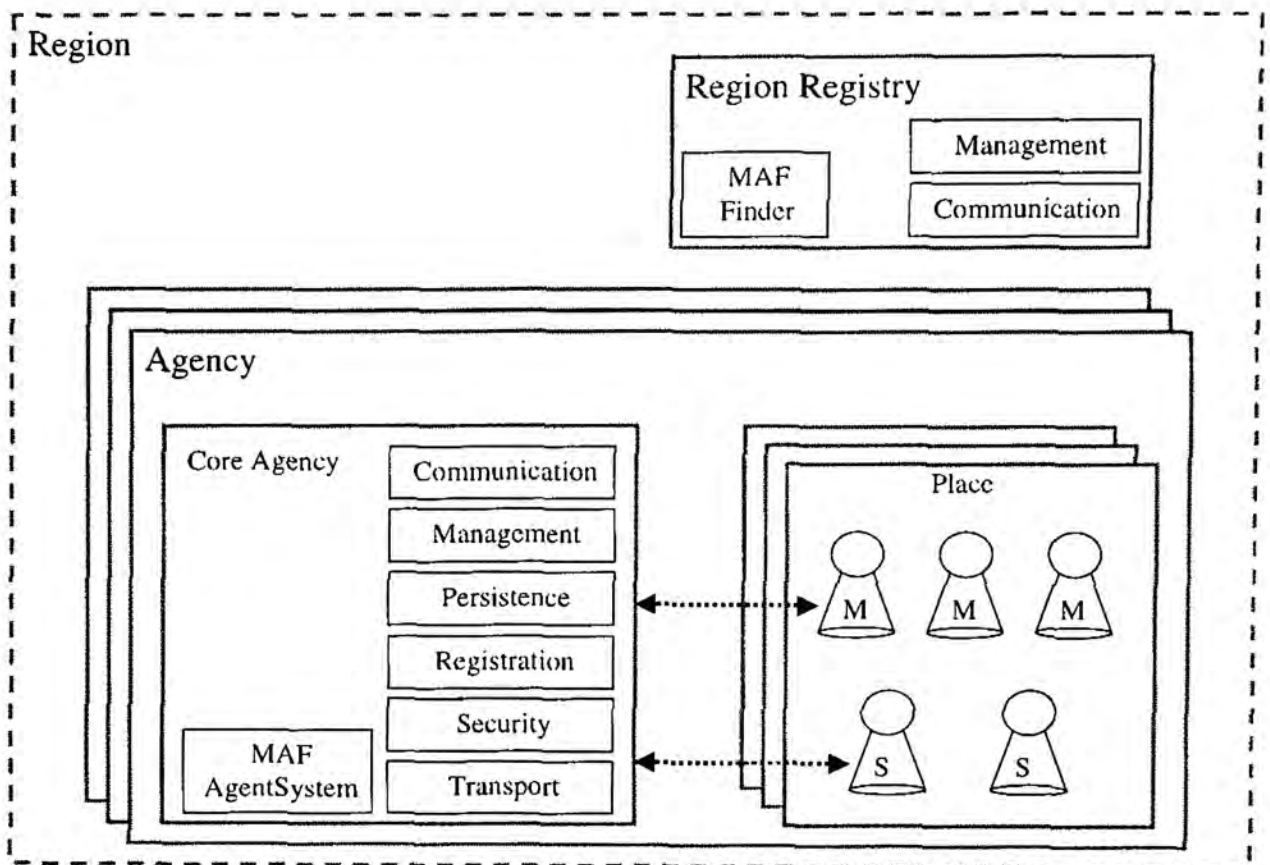 Region
Region Registry
Management
MAF
Finder
Communication
Agency
Core Agency
Communication
Management
Persistence
Registration
Security
Transport
MAF
AgentSystem
Place
M
M
M
S
S